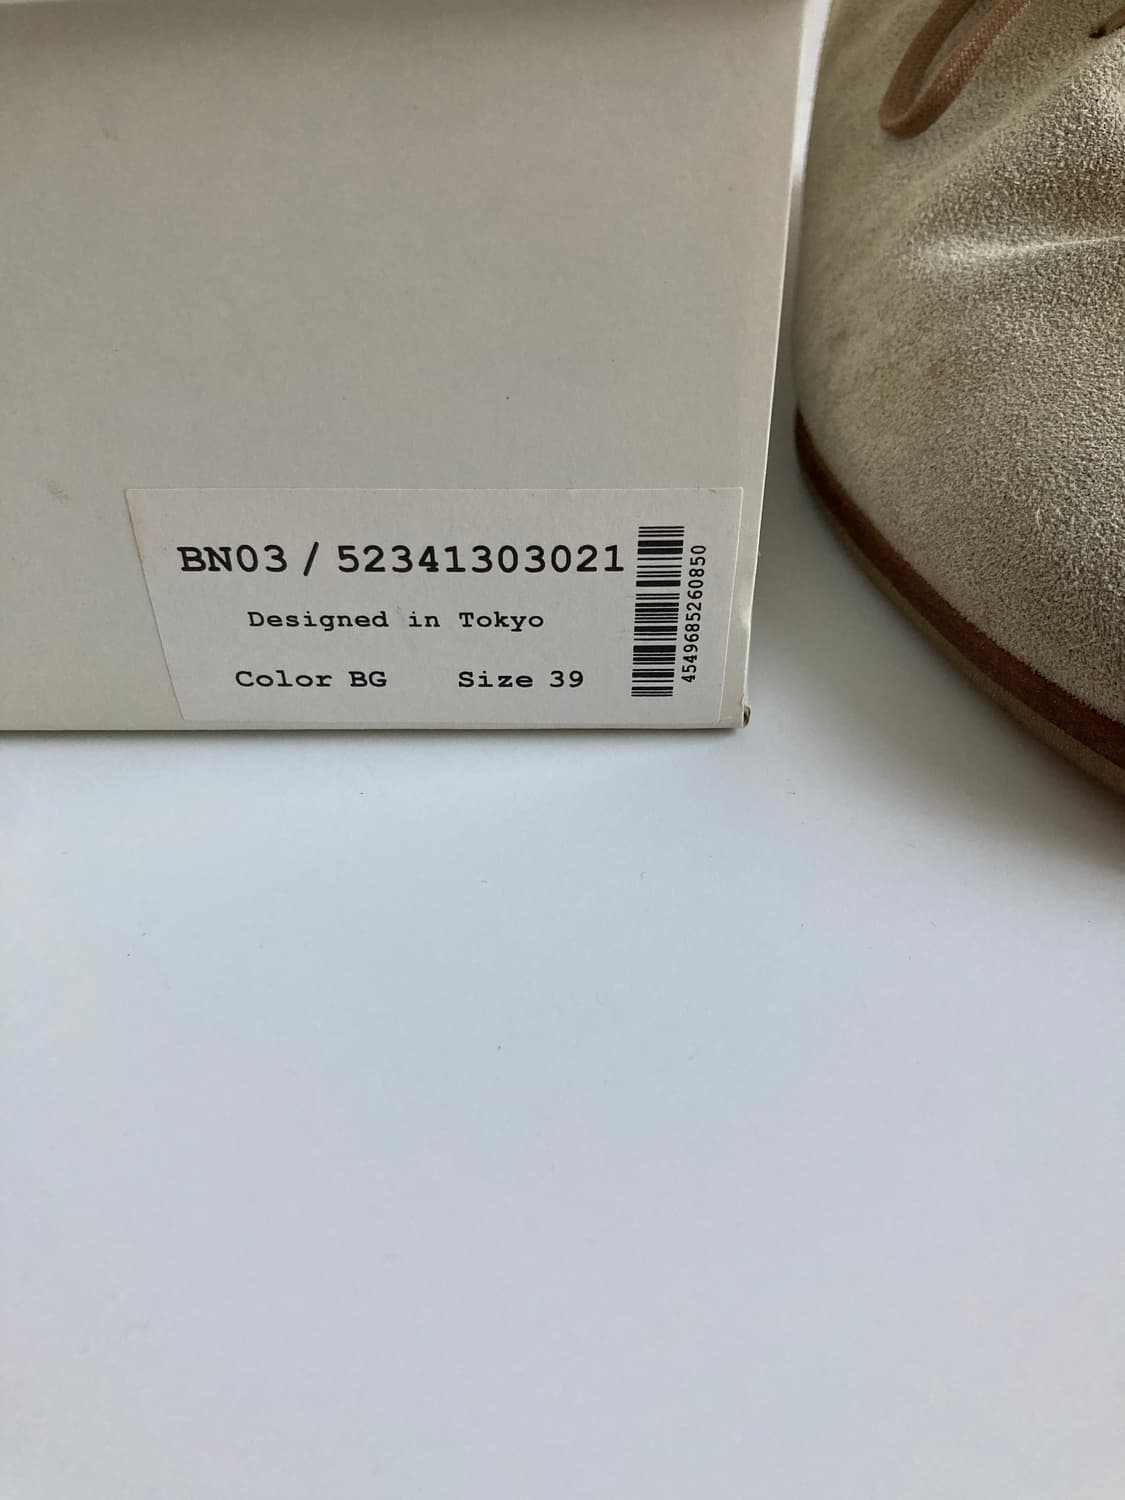 BN03 / 52341303021
Designed in Tokyo
Color BG Size 39
4549685260850